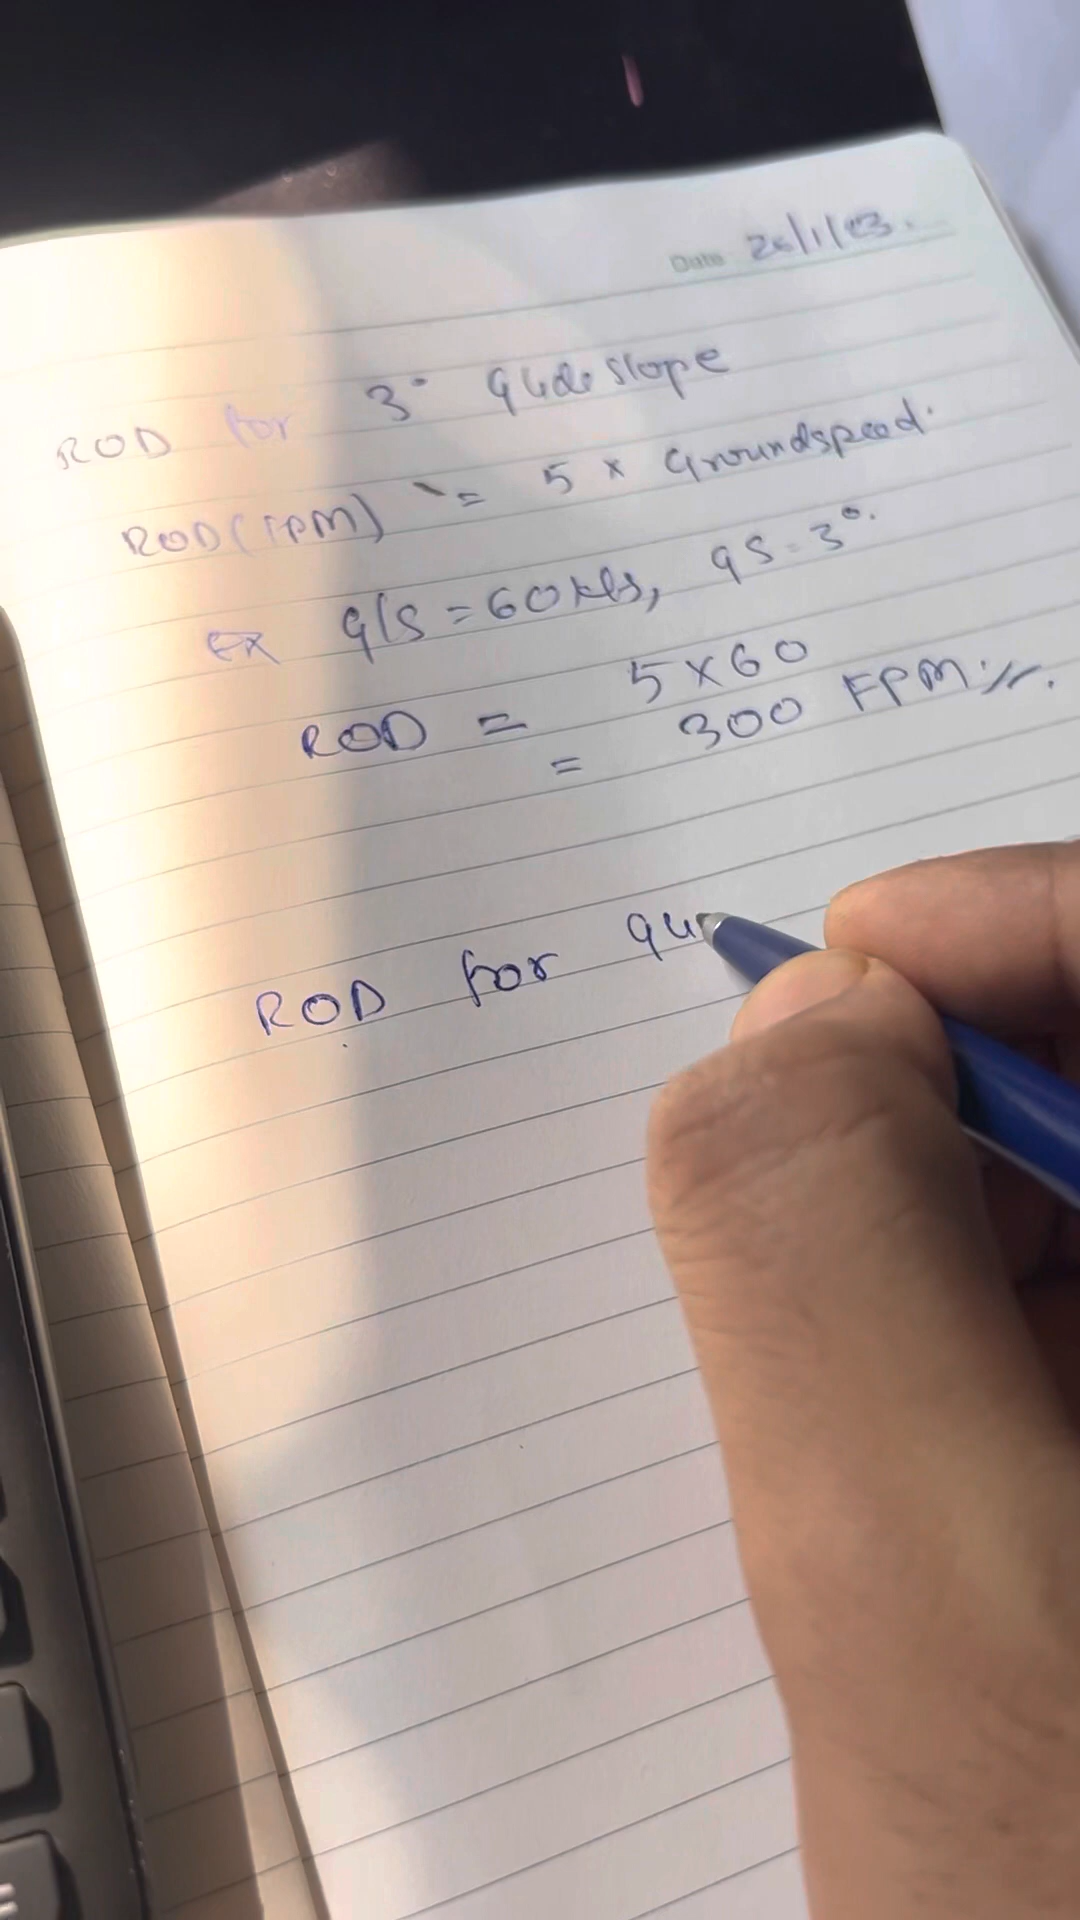 Date 26/1/23.
ROD for 3° Glide slope
ROD (FPM) = 5 x Groundspeed.
Ex G/S = 60 kts, GS = 3°.
ROD = 5 x 60
= 300 FPM.
ROD for Gli
=